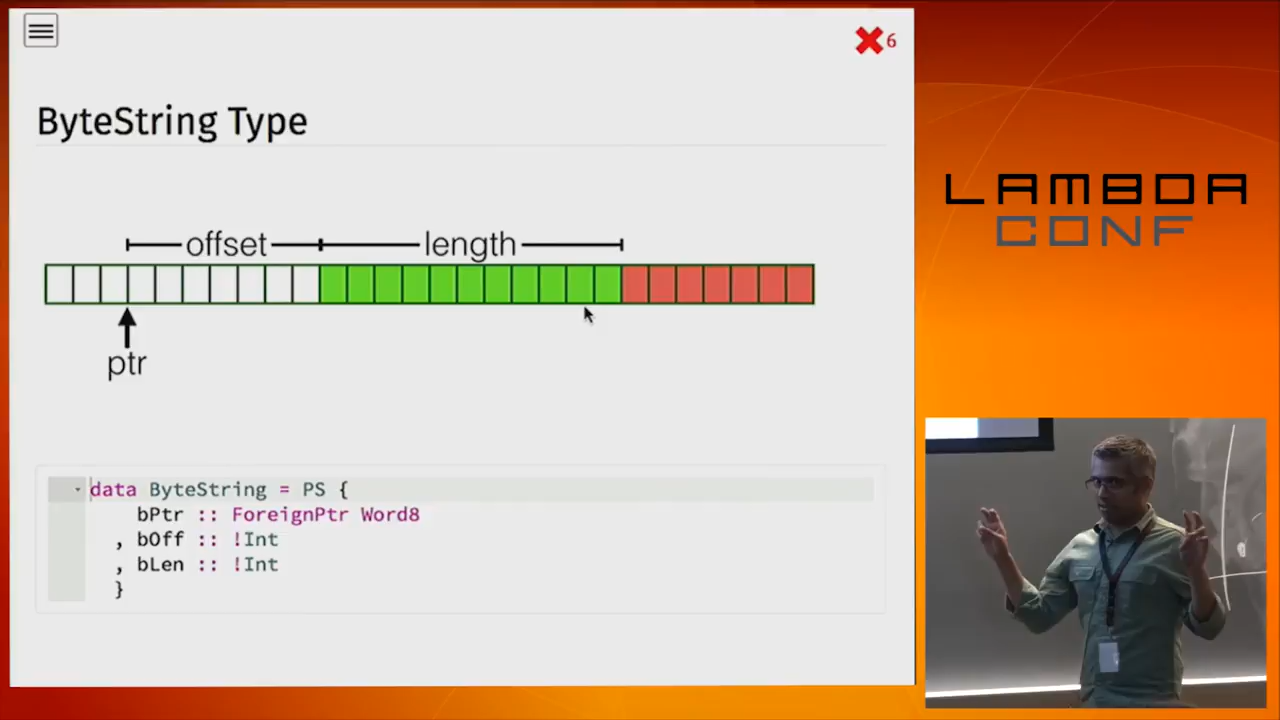 6
ByteString Type
offset length
ptr
data ByteString = PS {
bPtr :: ForeignPtr Word8
, bOff :: !Int
, bLen :: !Int
}
LAMBDA
CONF